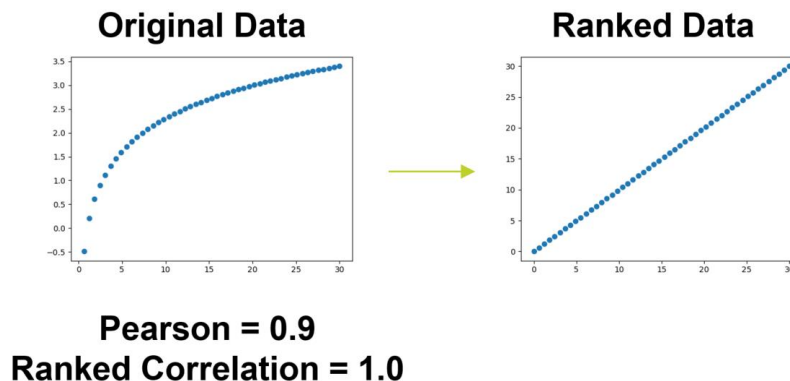 Original Data
Ranked Data
3.5
3.0
2.5
2.0
1.5
1.0
0.5
0.0
−0.5
0 5 10 15 20 25 30
30
25
20
15
10
5
0
0 5 10 15 20 25 30
Pearson = 0.9
Ranked Correlation = 1.0